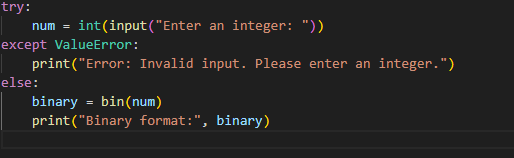 try:
    num = int(input("Enter an integer: "))
except ValueError:
    print("Error: Invalid input. Please enter an integer.")
else:
    binary = bin(num)
    print("Binary format:", binary)